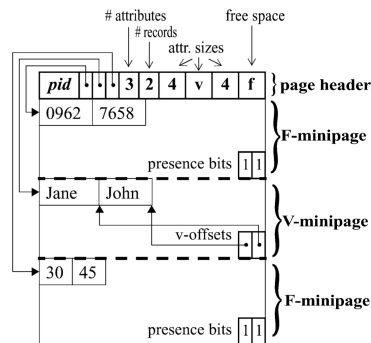 # attributes
# records
free space
attr. sizes
pid 3 2 4 v 4 f
page header
0962 7658
F-minipage
presence bits 1 1
Jane John
V-minipage
v-offsets
30 45
F-minipage
presence bits 1 1